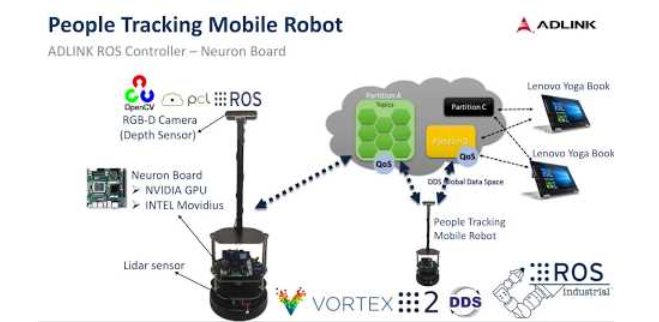 People Tracking Mobile Robot
ADLINK
ADLINK ROS Controller – Neuron Board
OpenCV
pcl
ROS
RGB-D Camera
(Depth Sensor)
Neuron Board
NVIDIA GPU
INTEL Movidius
Lidar sensor
Partition A
Topics
QoS
Partition C
QoS
DDS Global Data Space
Lenovo Yoga Book
Lenovo Yoga Book
People Tracking
Mobile Robot
VORTEX
2
DDS
ROS
Industrial